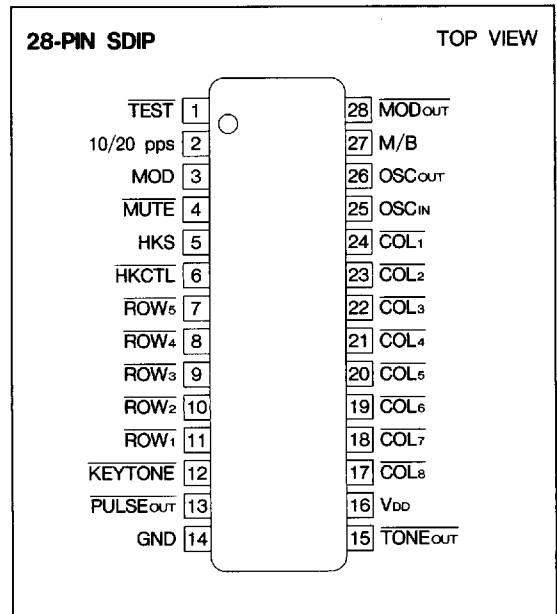 28-PIN SDIP TOP VIEW
TEST 1 28 MODOUT
10/20 pps 2 27 M/B
MOD 3 26 OSCOUT
MUTE 4 25 OSCIN
HKS 5 24 COL1
HKCTL 6 23 COL2
ROW5 7 22 COL3
ROW4 8 21 COL4
ROW3 9 20 COL5
ROW2 10 19 COL6
ROW1 11 18 COL7
KEYTONE 12 17 COL8
PULSEOUT 13 16 VDD
GND 14 15 TONEOUT